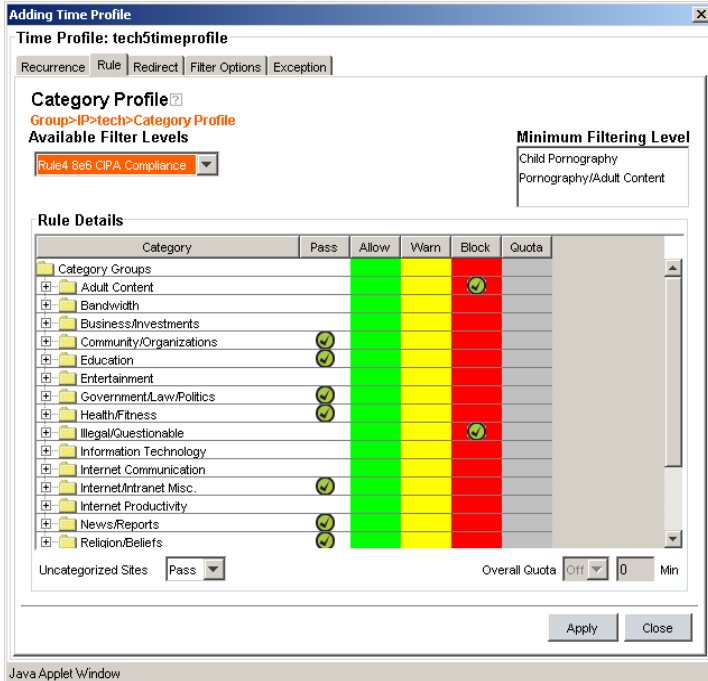 Adding Time Profile
Time Profile: tech5timeprofile
Recurrence Rule Redirect Filter Options Exception
Category Profile
Group>IP>tech>Category Profile
Available Filter Levels
Minimum Filtering Level
Rule4 8e6 CIPA Compliance
Child Pornography
Pornography/Adult Content
Rule Details
Category Pass Allow Warn Block Quota
Category Groups
Adult Content
Bandwidth
Business/Investments
Community/Organizations
Education
Entertainment
Government/Law/Politics
Health/Fitness
Illegal/Questionable
Information Technology
Internet Communication
Internet/Intranet Misc.
Internet Productivity
News/Reports
Religion/Beliefs
Uncategorized Sites Pass Overall Quota Off 0 Min
Apply Close
Java Applet Window